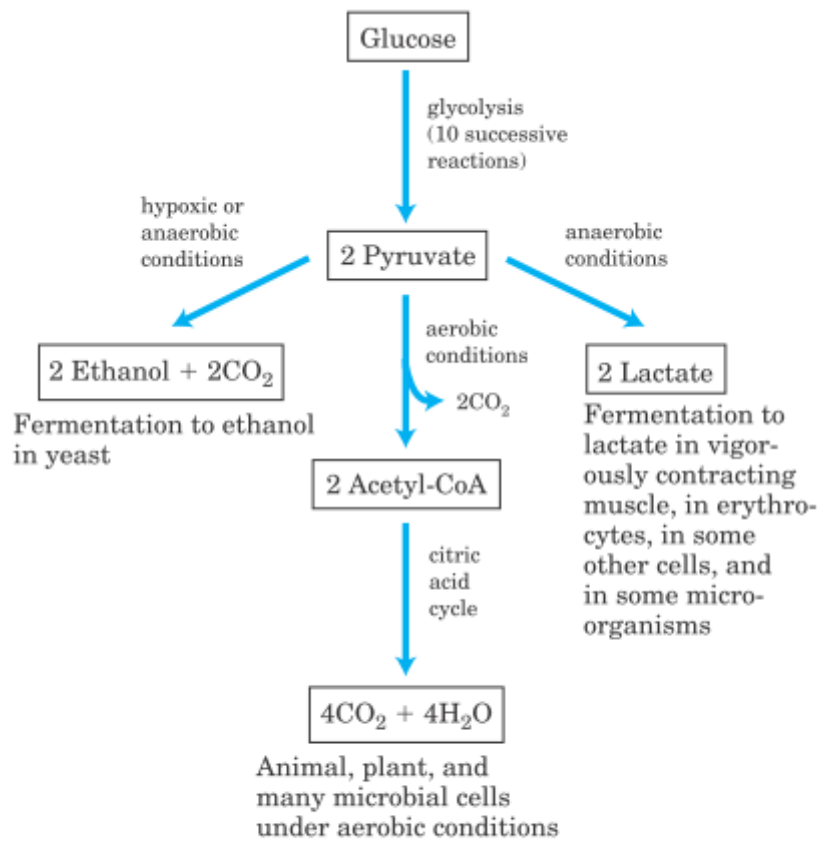 Glucose
glycolysis
(10 successive
reactions)
hypoxic or
anaerobic
conditions
2 Pyruvate
anaerobic
conditions
2 Ethanol + 2CO₂
Fermentation to ethanol
in yeast
aerobic
conditions
2CO₂
2 Lactate
Fermentation to
lactate in vigor-
ously contracting
muscle, in erythro-
cytes, in some
other cells, and
in some micro-
organisms
2 Acetyl-CoA
citric
acid
cycle
4CO₂ + 4H₂O
Animal, plant, and
many microbial cells
under aerobic conditions